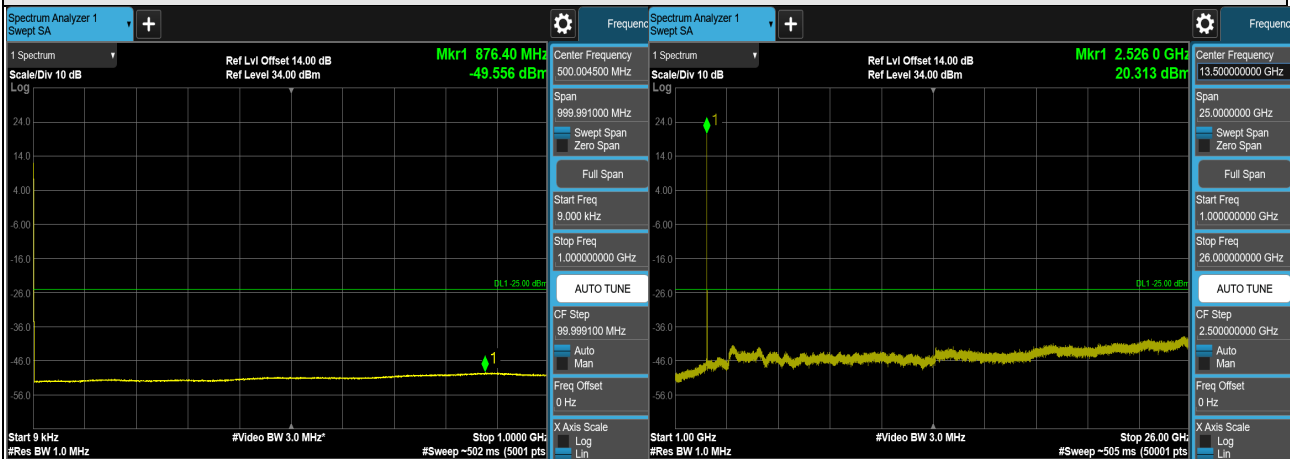 Spectrum Analyzer 1
Swept SA
+
Frequenc
1 Spectrum
Scale/Div 10 dB
Log
Ref Lvl Offset 14.00 dB
Ref Level 34.00 dBm
Mkr1 876.40 MHz
-49.556 dBm
24.0
14.0
4.00
-6.00
-16.0
-26.0
-36.0
-46.0
-56.0
DL1 -25.00 dBm
1
Start 9 kHz
#Res BW 1.0 MHz
#Video BW 3.0 MHz*
Stop 1.0000 GHz
#Sweep ~502 ms (5001 pts
Center Frequency
500.004500 MHz
Span
999.991000 MHz
Swept Span
Zero Span
Full Span
Start Freq
9.000 kHz
Stop Freq
1.000000000 GHz
AUTO TUNE
CF Step
99.999100 MHz
Auto
Man
Freq Offset
0 Hz
X Axis Scale
Log
Lin
Spectrum Analyzer 1
Swept SA
+
Frequenc
1 Spectrum
Scale/Div 10 dB
Log
Ref Lvl Offset 14.00 dB
Ref Level 34.00 dBm
Mkr1 2.526 0 GHz
20.313 dBm
24.0
14.0
4.00
-6.00
-16.0
-26.0
-36.0
-46.0
-56.0
1
DL1 -25.00 dBm
Start 1.00 GHz
#Res BW 1.0 MHz
#Video BW 3.0 MHz
Stop 26.00 GHz
#Sweep ~505 ms (50001 pts
Center Frequency
13.500000000 GHz
Span
25.0000000 GHz
Swept Span
Zero Span
Full Span
Start Freq
1.000000000 GHz
Stop Freq
26.000000000 GHz
AUTO TUNE
CF Step
2.500000000 GHz
Auto
Man
Freq Offset
0 Hz
X Axis Scale
Log
Lin